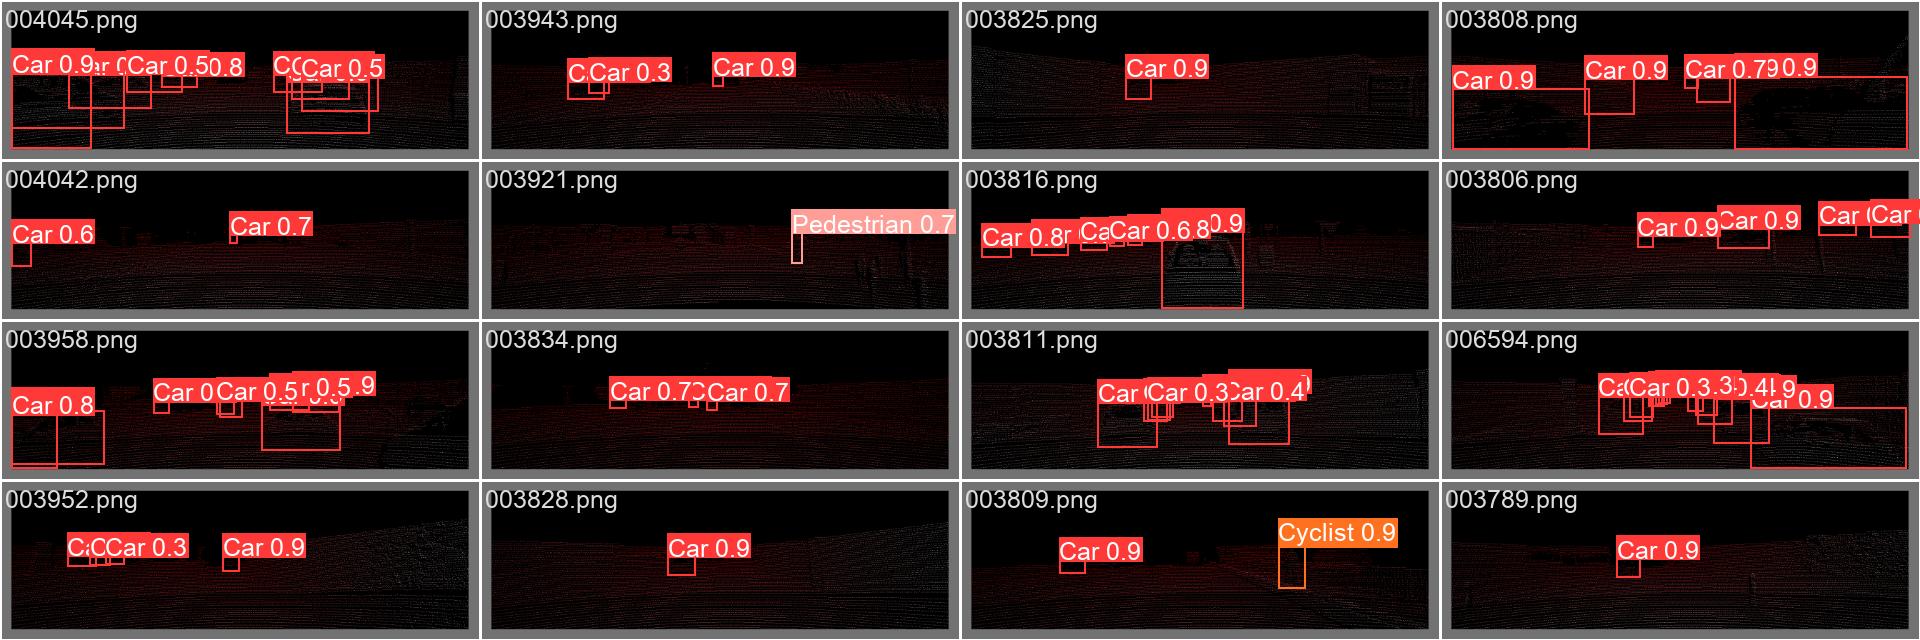 004045.png
Car 0.9
Car 0.5
0.8
Car 0.5
003943.png
Car 0.3
Car 0.9
003825.png
Car 0.9
003808.png
Car 0.9
Car 0.9
Car 0.7
0.9
004042.png
Car 0.6
Car 0.7
003921.png
Pedestrian 0.7
003816.png
Car 0.8
Car 0.6
0.9
003806.png
Car 0.9
Car 0.9
Car
Car
003958.png
Car 0.8
Car
Car 0.5
003834.png
Car 0.7
Car 0.7
003811.png
Car
Car 0.3
Car 0.4
006594.png
Car 0.3
Car 0.9
003952.png
Car 0.3
Car 0.9
003828.png
Car 0.9
003809.png
Car 0.9
Cyclist 0.9
003789.png
Car 0.9